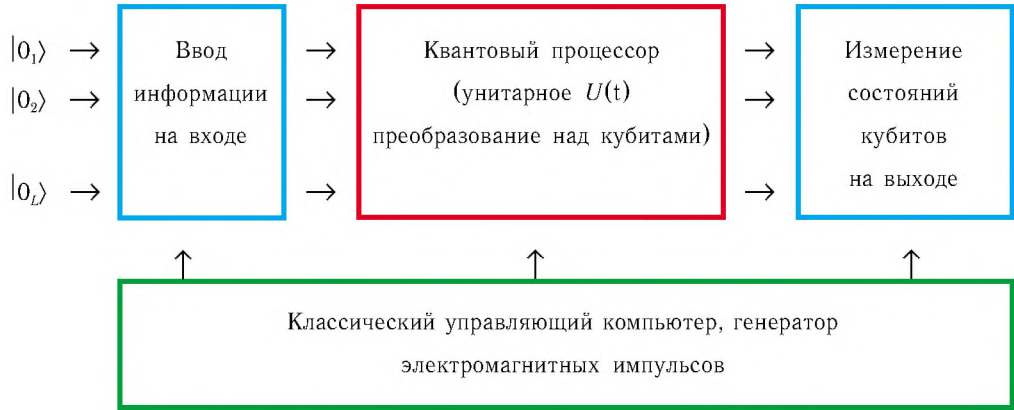 |0₁⟩ → Ввод → Квантовый процессор → Измерение
|0₂⟩ → информации → (унитарное U(t) → состояний
на входе преобразование над кубитами) кубитов
|0_L⟩ → → → на выходе
↑ ↑ ↑
Классический управляющий компьютер, генератор
электромагнитных импульсов